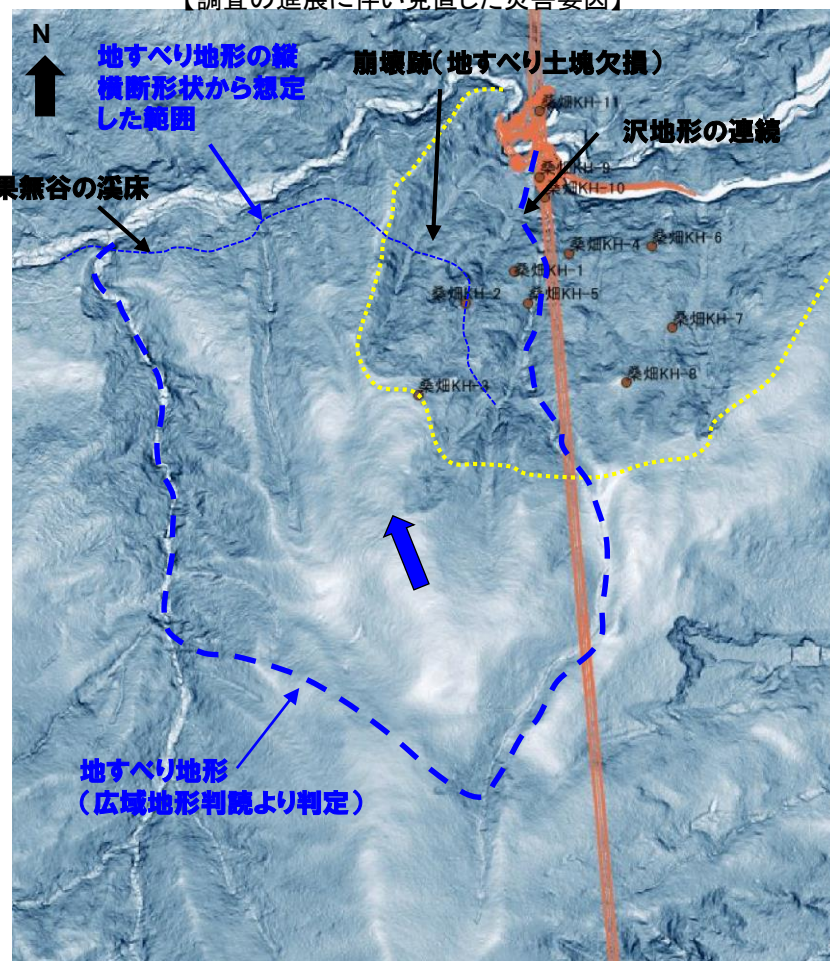 【調査の進展に伴い見直した災害要因】
N
地すべり地形の縦
横断形状から想定
した範囲
崩壊跡(地すべり土塊欠損)
桑畑KH-11
沢地形の連続
果無谷の渓床
桑畑KH-9
桑畑KH-10
桑畑KH-4
桑畑KH-6
桑畑KH-1
桑畑KH-2
桑畑KH-5
桑畑KH-7
桑畑KH-3
桑畑KH-8
地すべり地形
(広域地形判読より判定)